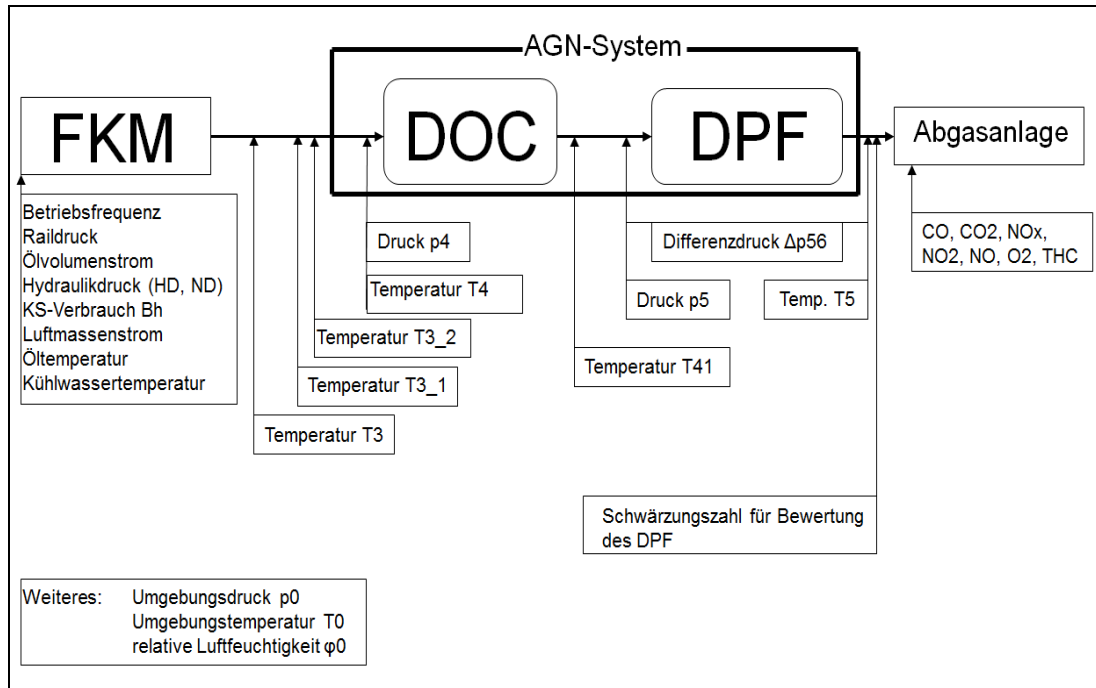 AGN-System
FKM
DOC
DPF
Abgasanlage
Betriebsfrequenz
Raildruck
Ölvolumenstrom
Hydraulikdruck (HD, ND)
KS-Verbrauch Bh
Luftmassenstrom
Öltemperatur
Kühlwassertemperatur
Druck p4
Temperatur T4
Temperatur T3_2
Temperatur T3_1
Temperatur T3
Differenzdruck Δp56
Druck p5
Temp. T5
Temperatur T41
CO, CO2, NOx,
NO2, NO, O2, THC
Schwärzungszahl für Bewertung
des DPF
Weiteres: Umgebungsdruck p0
Umgebungstemperatur T0
relative Luftfeuchtigkeit φ0